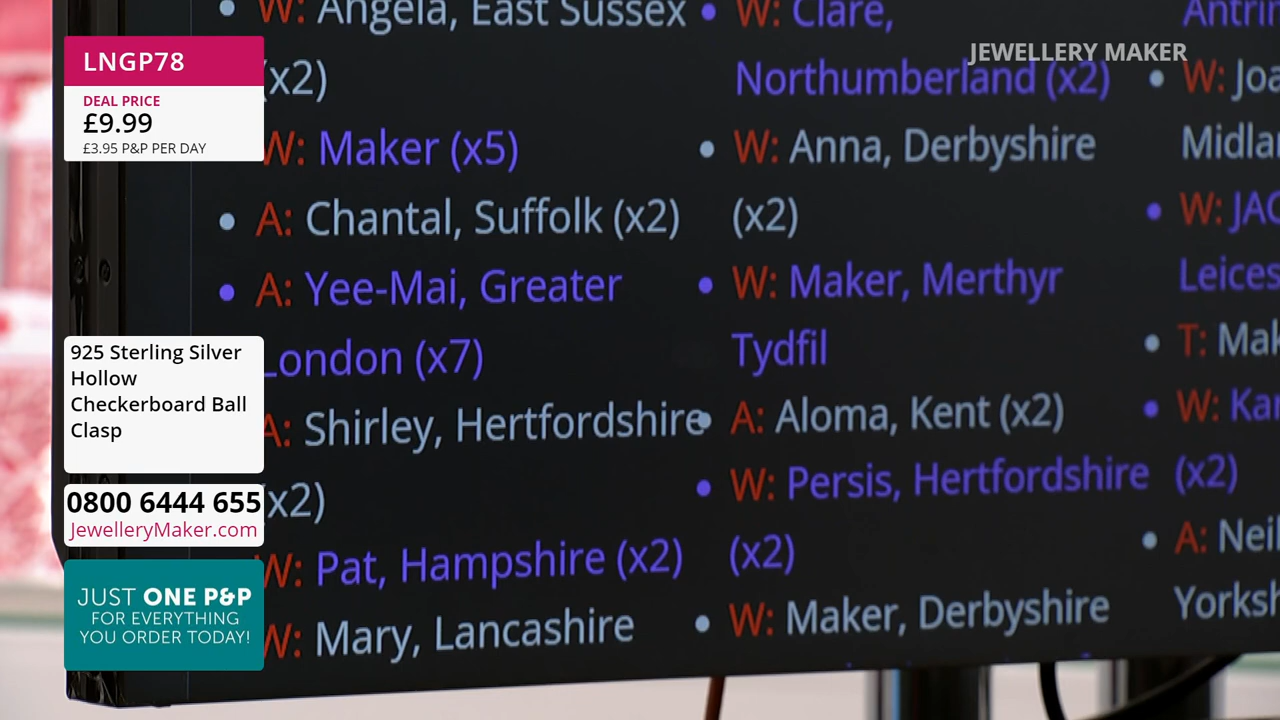 LNGP78
DEAL PRICE
£9.99
£3.95 P&P PER DAY
925 Sterling Silver
Hollow
Checkerboard Ball
Clasp
0800 6444 655
JewelleryMaker.com
JUST ONE P&P
FOR EVERYTHING
YOU ORDER TODAY!
JEWELLERY MAKER
• W: Angela, East Sussex
(x2)
W: Maker (x5)
• A: Chantal, Suffolk (x2)
• A: Yee-Mai, Greater
London (x7)
A: Shirley, Hertfordshire
(x2)
W: Pat, Hampshire (x2)
W: Mary, Lancashire
• W: Clare,
Northumberland (x2)
• W: Anna, Derbyshire
(x2)
• W: Maker, Merthyr
Tydfil
• A: Aloma, Kent (x2)
• W: Persis, Hertfordshire
(x2)
• W: Maker, Derbyshire
• W:
• W:
• T:
• W:
(x2)
• A: